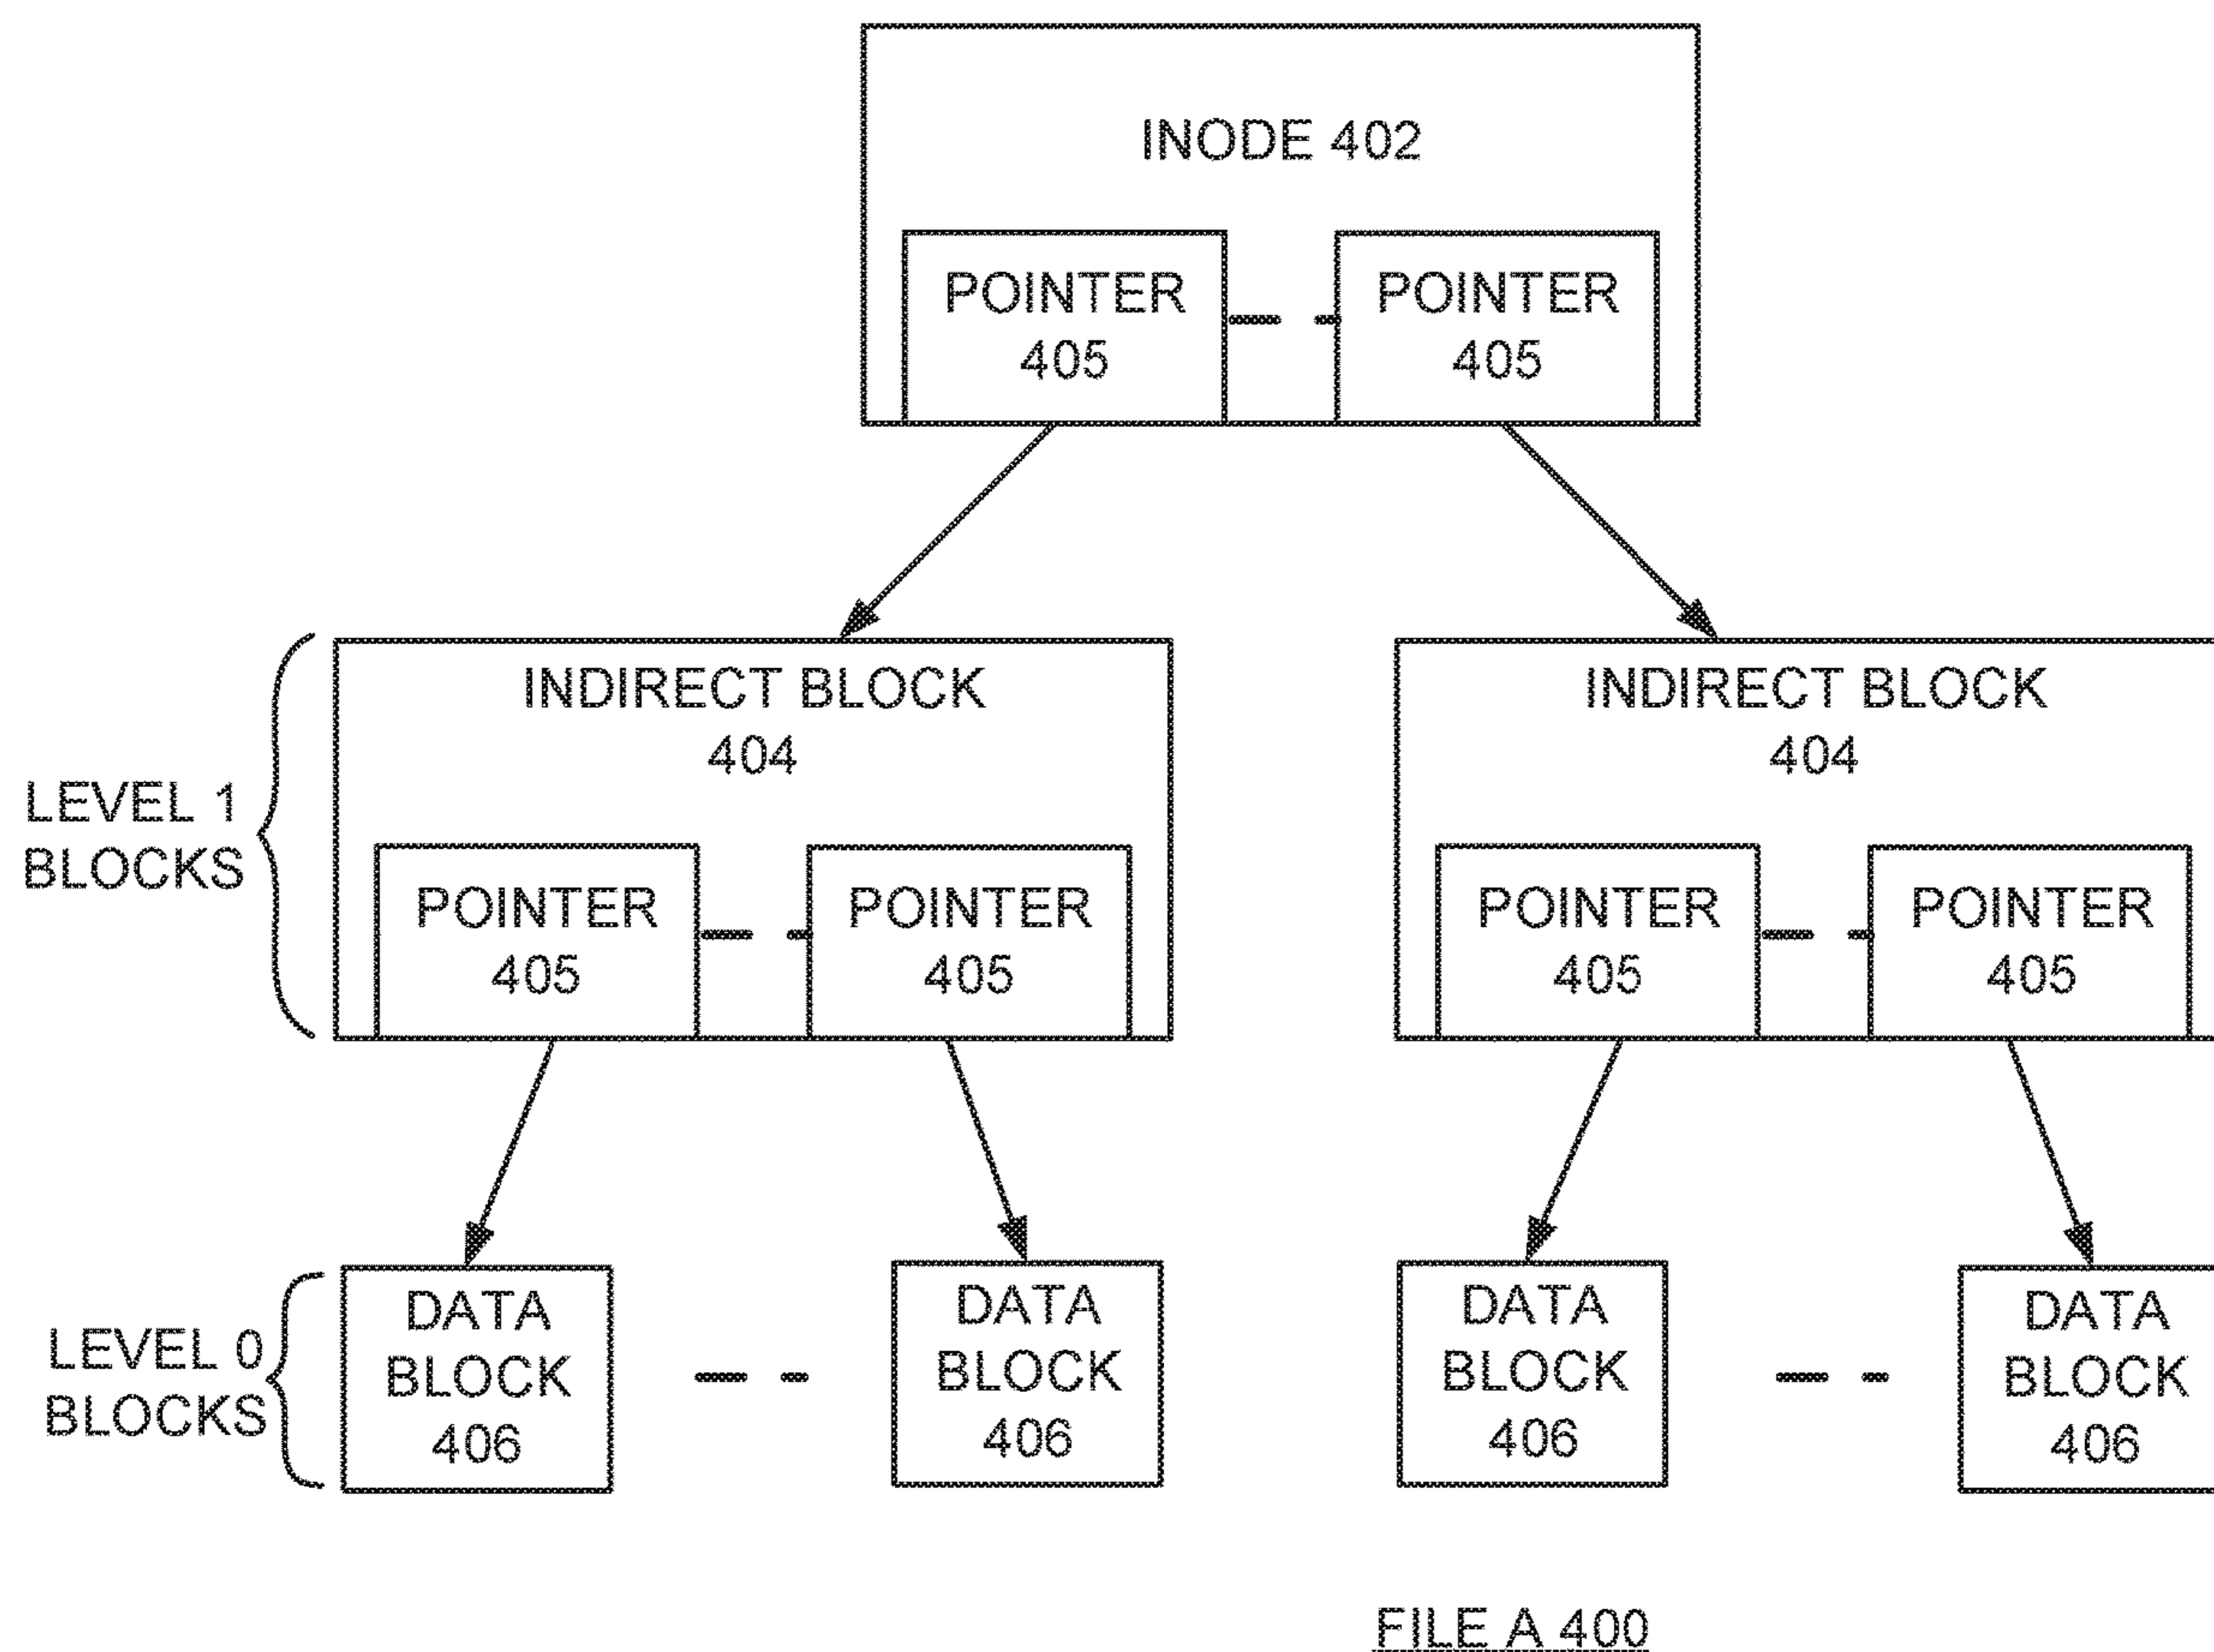 INODE 402
POINTER
405
POINTER
405
LEVEL 1
BLOCKS
INDIRECT BLOCK
404
POINTER
405
POINTER
405
INDIRECT BLOCK
404
POINTER
405
POINTER
405
LEVEL 0
BLOCKS
DATA
BLOCK
406
DATA
BLOCK
406
DATA
BLOCK
406
DATA
BLOCK
406
FILE A 400